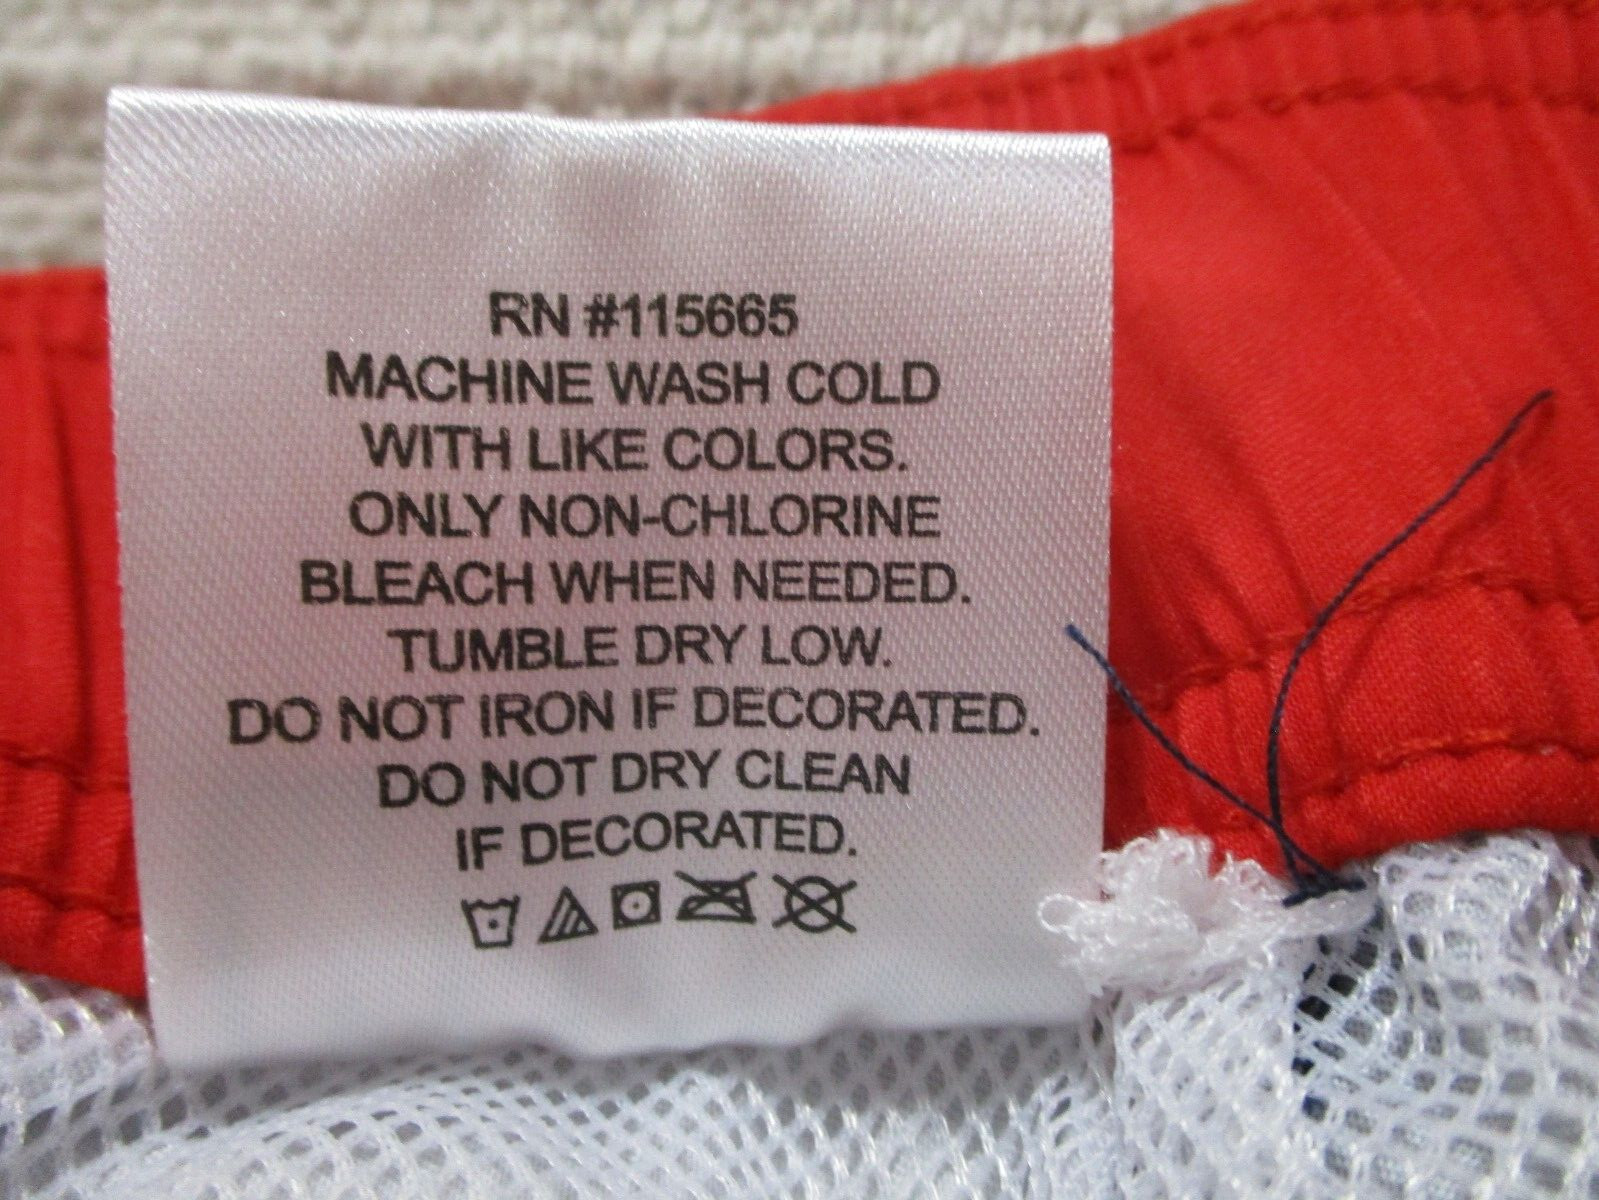 RN #115665
MACHINE WASH COLD
WITH LIKE COLORS.
ONLY NON-CHLORINE
BLEACH WHEN NEEDED.
TUMBLE DRY LOW.
DO NOT IRON IF DECORATED.
DO NOT DRY CLEAN
IF DECORATED.